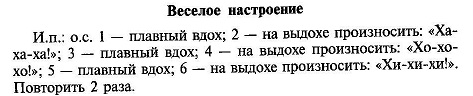 Веселое настроение
И.п.: о.с. 1 — плавный вдох; 2 — на выдохе произносить: «Ха-
ха-ха!»; 3 — плавный вдох; 4 — на выдохе произносить: «Хо-хо-
хо!»; 5 — плавный вдох; 6 — на выдохе произносить: «Хи-хи-хи!».
Повторить 2 раза.